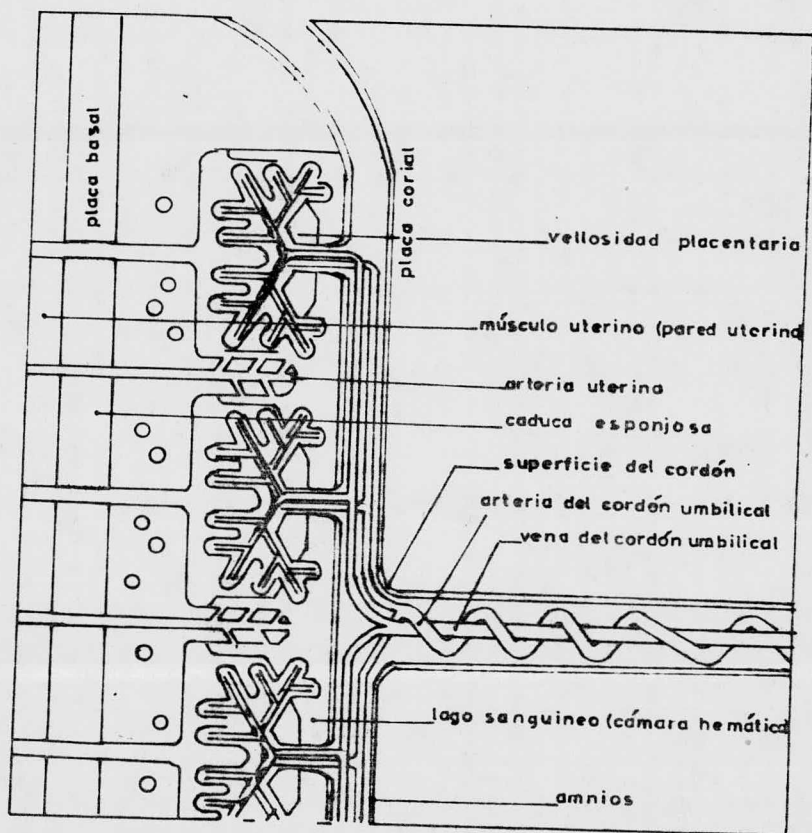 placa basal
placa corial
vellosidad placentaria
músculo uterino (pared uterina
arteria uterina
caduca esponjosa
superficie del cordón
arteria del cordón umbilical
vena del cordón umbilical
lago sanguineo (cámara hemática
amnios